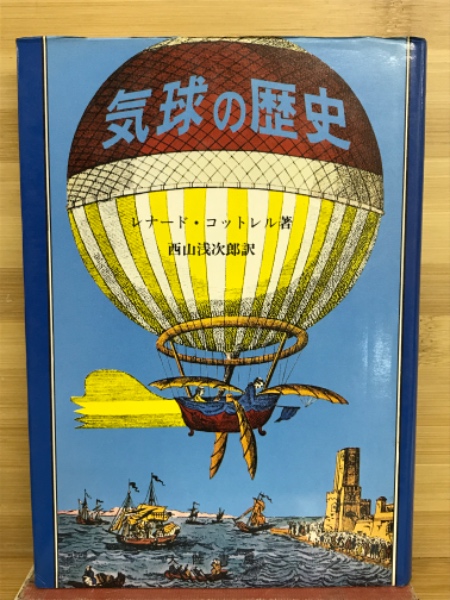 気球の歴史
レナード・コットレル著
西山浅次郎訳